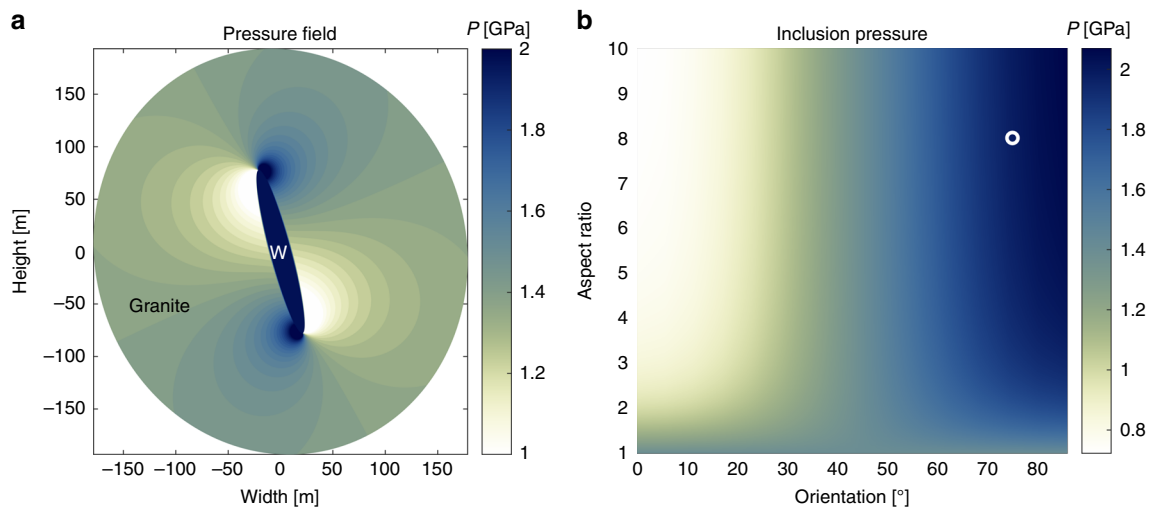 a
Pressure field
P [GPa]
2
1.8
1.6
1.4
1.2
1
150
100
50
0
−50
−100
−150
Height [m]
W
Granite
−150 −100 −50 0 50 100 150
Width [m]
b
Inclusion pressure
P [GPa]
10
9
8
7
6
5
4
3
2
1
Aspect ratio
0 10 20 30 40 50 60 70 80
Orientation [°]
2
1.8
1.6
1.4
1.2
1
0.8